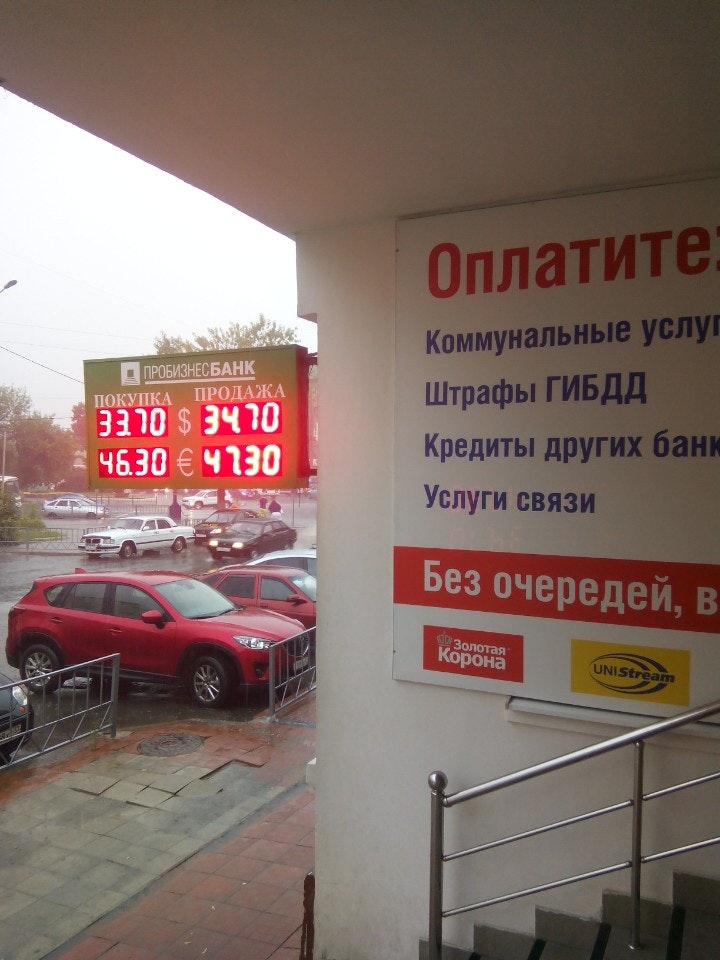 ПРОБИЗНЕСБАНК
ПОКУПКА ПРОДАЖА
33.70 $ 34.70
46.30 € 47.30
Оплатите:
Коммунальные услуг
Штрафы ГИБДД
Кредиты других банк
Услуги связи
Без очередей, в
Золотая
Корона
UNIStream